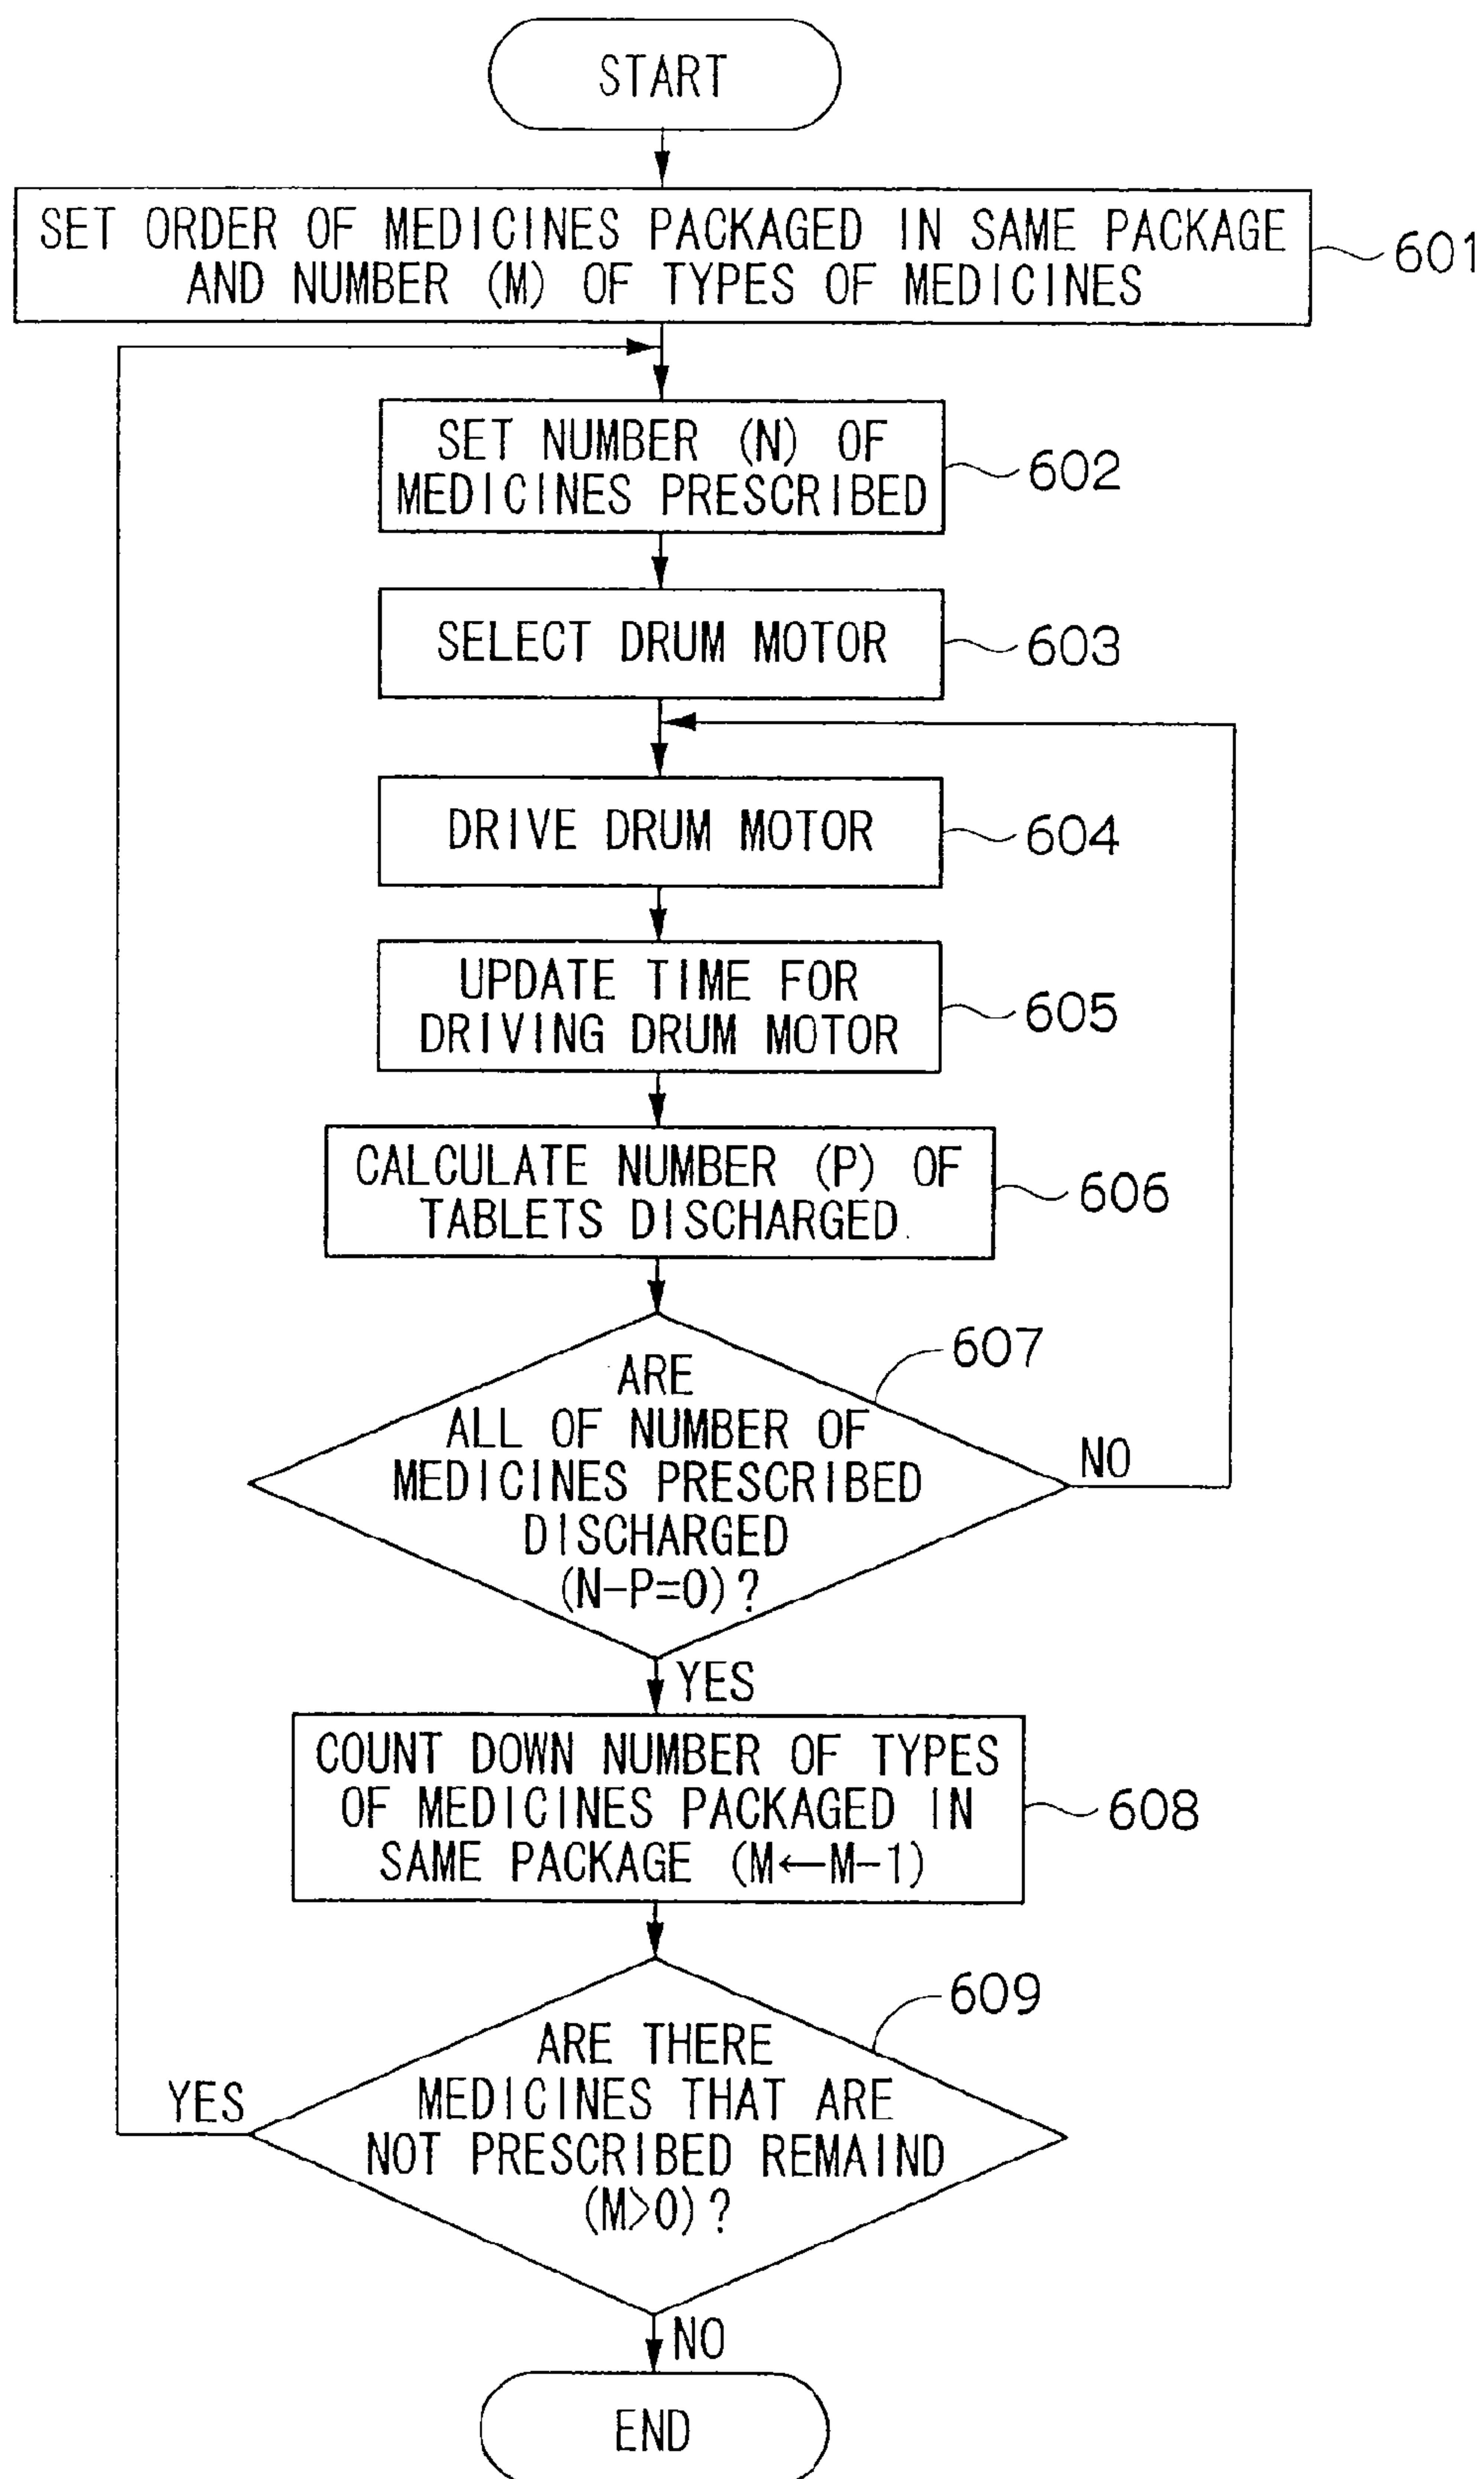 START
SET ORDER OF MEDICINES PACKAGED IN SAME PACKAGE
AND NUMBER (M) OF TYPES OF MEDICINES
601
SET NUMBER (N) OF
MEDICINES PRESCRIBED
602
SELECT DRUM MOTOR
603
DRIVE DRUM MOTOR
604
UPDATE TIME FOR
DRIVING DRUM MOTOR
605
CALCULATE NUMBER (P) OF
TABLETS DISCHARGED
606
607
ARE
ALL OF NUMBER OF
MEDICINES PRESCRIBED
DISCHARGED
(N-P=0)?
NO
YES
COUNT DOWN NUMBER OF TYPES
OF MEDICINES PACKAGED IN
SAME PACKAGE (M←M-1)
608
609
ARE THERE
MEDICINES THAT ARE
NOT PRESCRIBED REMAIND
(M>0)?
YES
NO
END